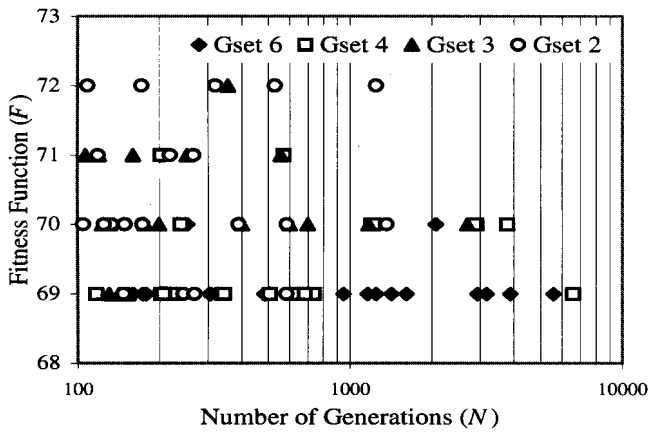 73
Gset 6 Gset 4 Gset 3 Gset 2
72
71
70
69
68
Fitness Function (F)
100 1000 10000
Number of Generations (N)